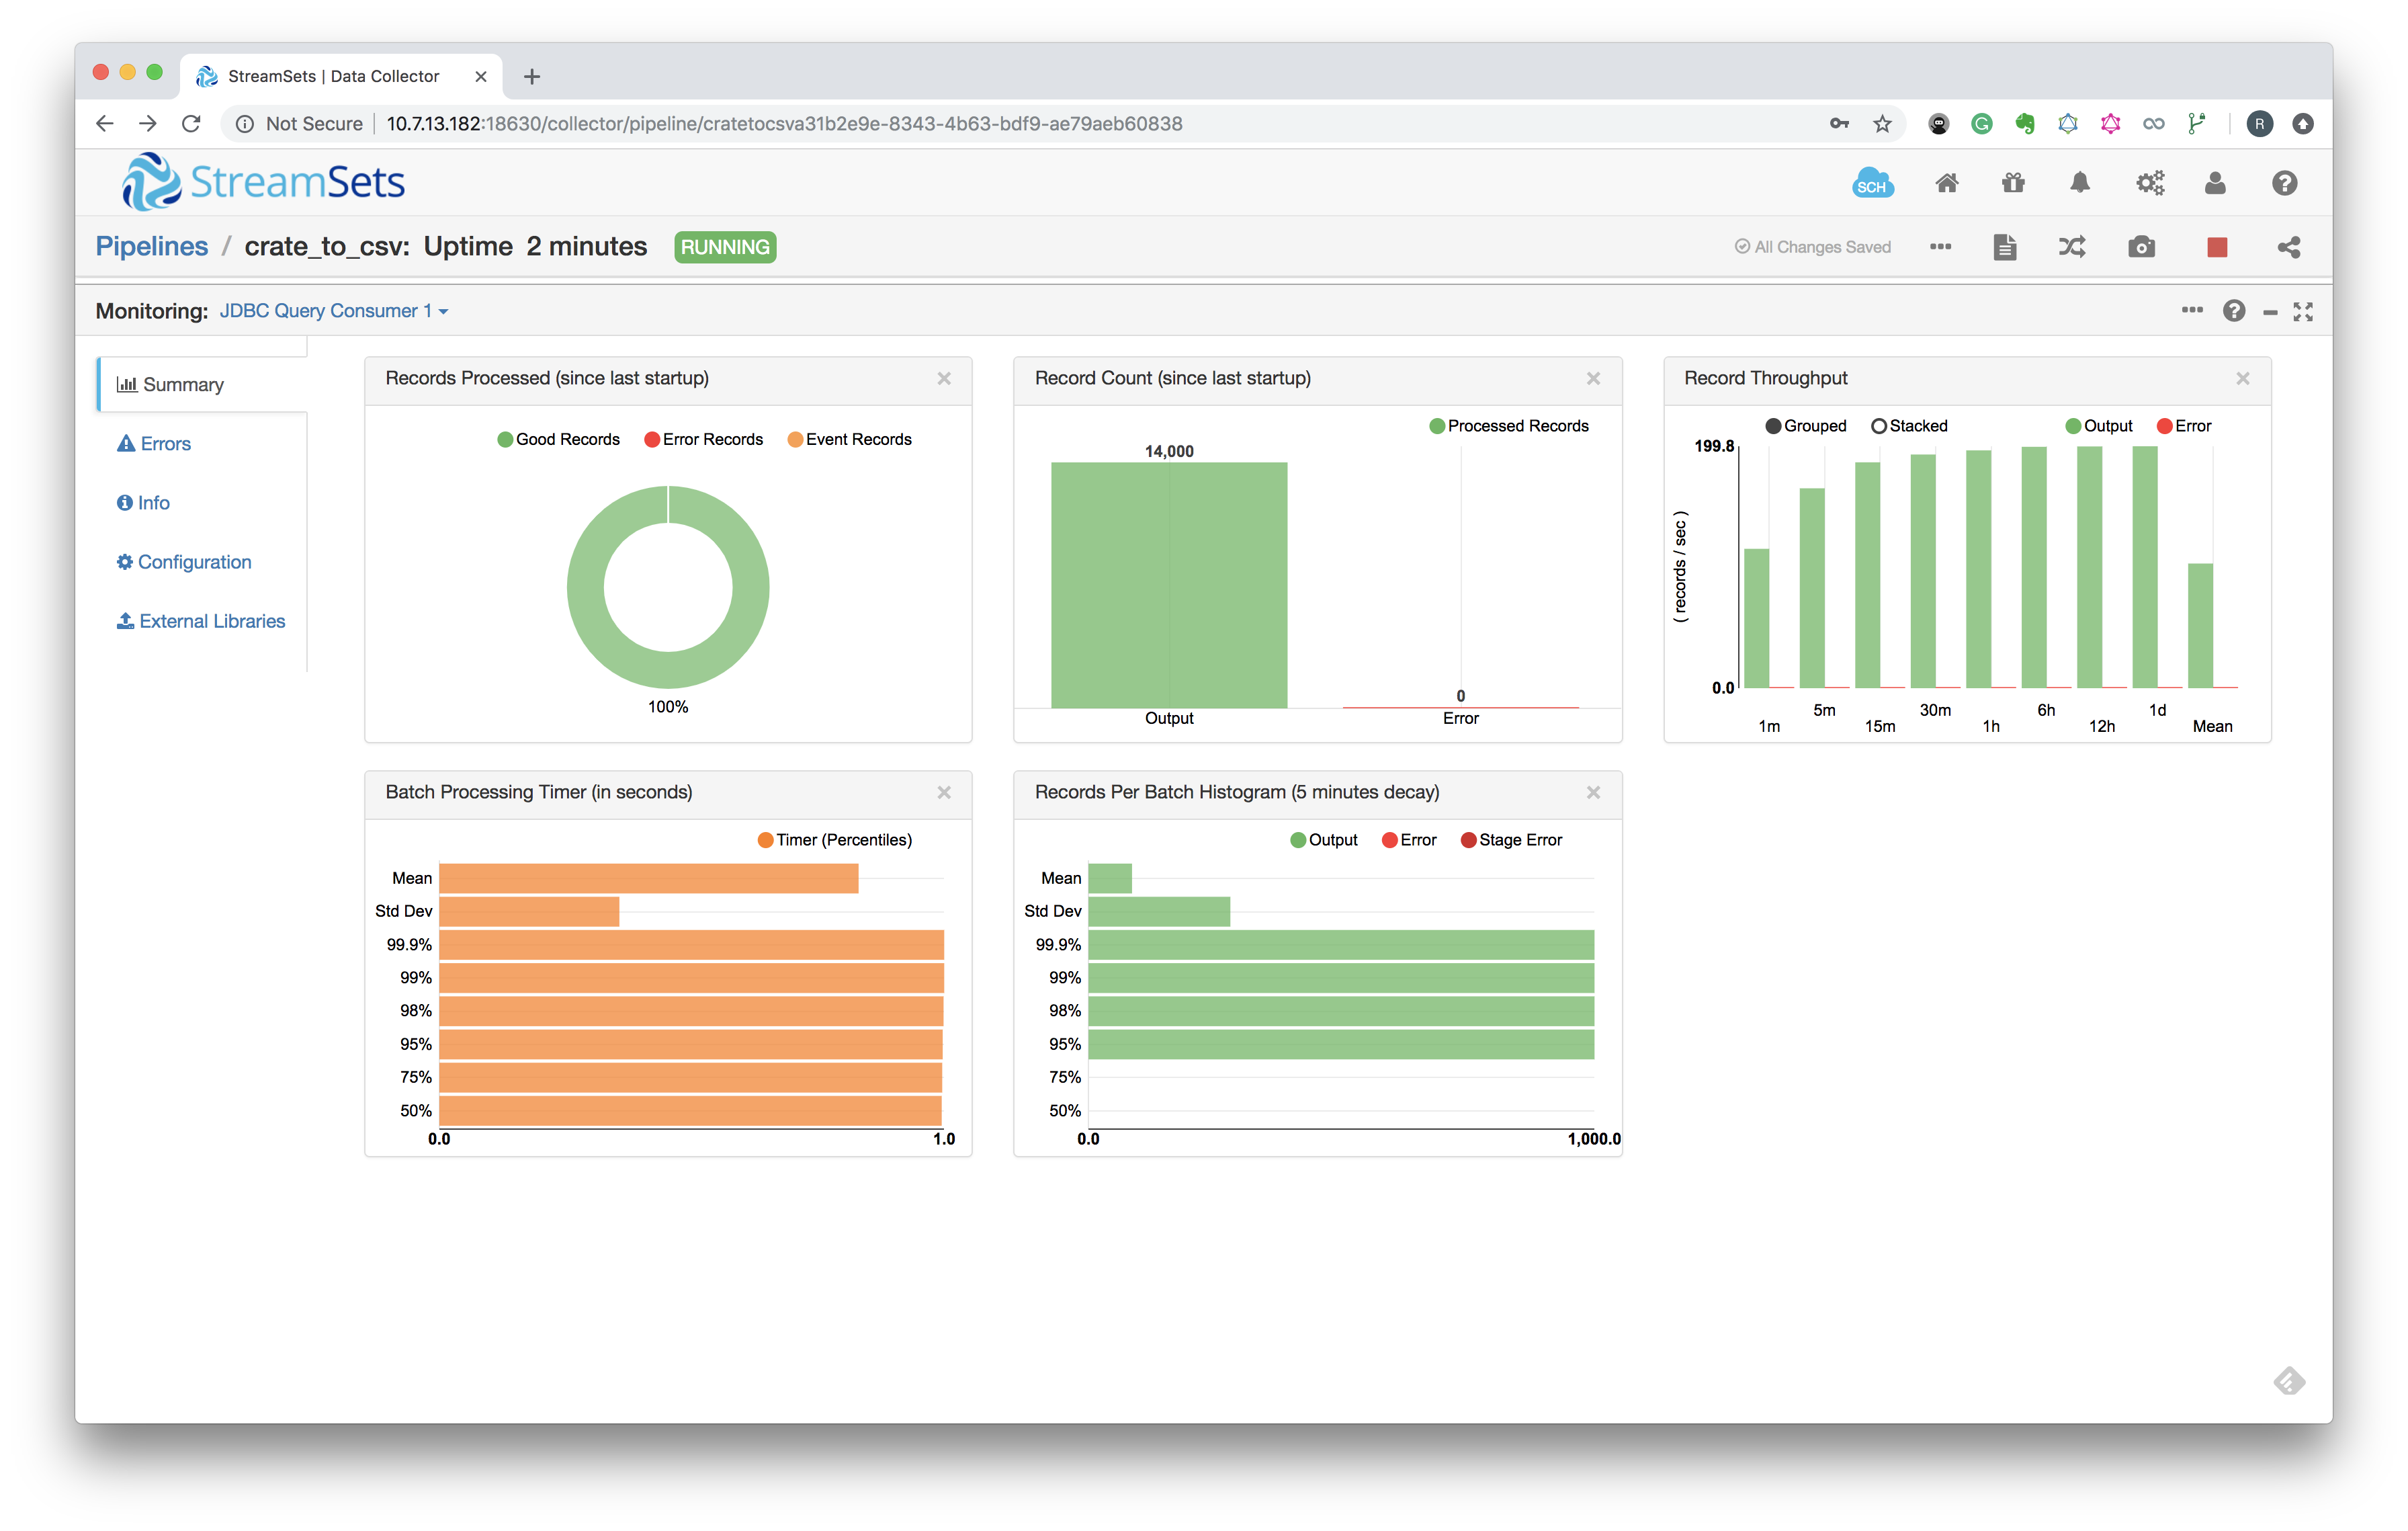 StreamSets | Data Collector
Not Secure 10.7.13.182:18630/collector/pipeline/cratetocsva31b2e9e-8343-4b63-bdf9-ae79aeb60838
R
StreamSets
SCH
Pipelines / crate_to_csv: Uptime 2 minutes RUNNING
All Changes Saved
Monitoring: JDBC Query Consumer 1
Summary
Errors
Info
Configuration
External Libraries
Records Processed (since last startup)
Good Records Error Records Event Records
100%
Record Count (since last startup)
Processed Records
14,000
0
Output Error
Record Throughput
Grouped Stacked Output Error
199.8
( records / sec )
0.0
1m 5m 15m 30m 1h 6h 12h 1d Mean
Batch Processing Timer (in seconds)
Timer (Percentiles)
Mean
Std Dev
99.9%
99%
98%
95%
75%
50%
0.0 1.0
Records Per Batch Histogram (5 minutes decay)
Output Error Stage Error
Mean
Std Dev
99.9%
99%
98%
95%
75%
50%
0.0 1,000.0